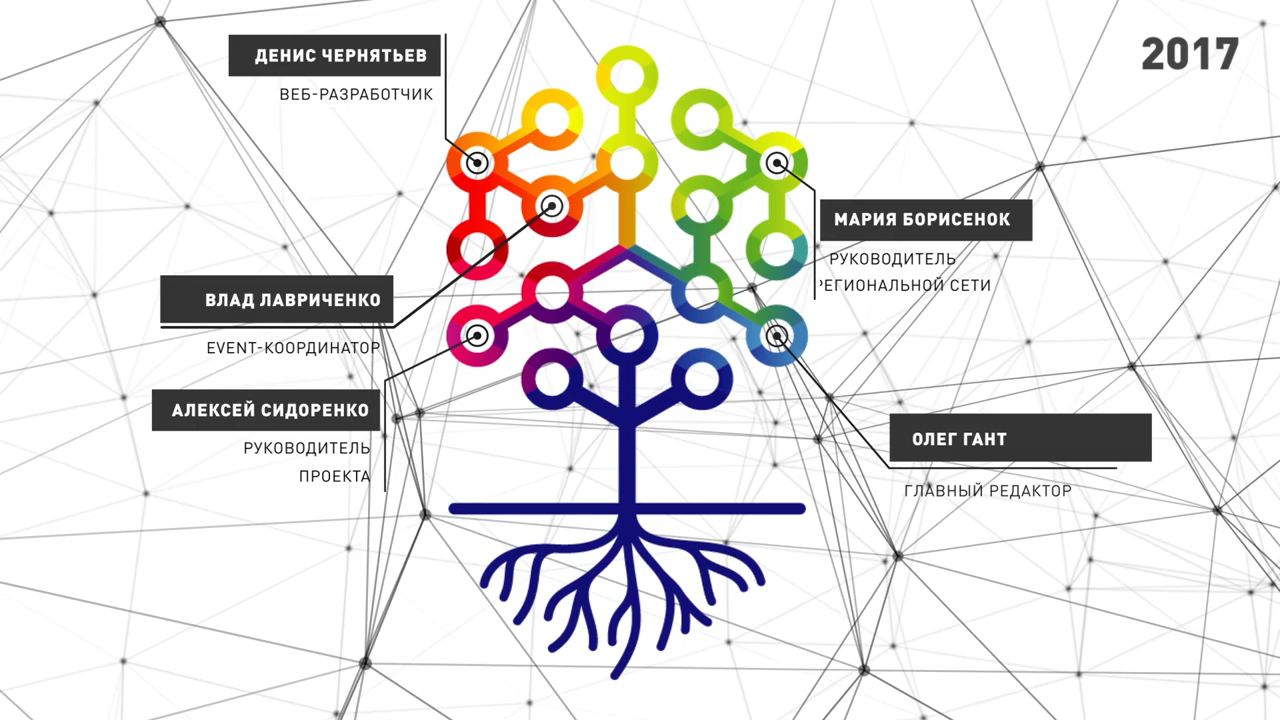 2017
ДЕНИС ЧЕРНЯТЬЕВ
ВЕБ-РАЗРАБОТЧИК
МАРИЯ БОРИСЕНОК
РУКОВОДИТЕЛЬ
РЕГИОНАЛЬНОЙ СЕТИ
ВЛАД ЛАВРИЧЕНКО
EVENT-КООРДИНАТОР
АЛЕКСЕЙ СИДОРЕНКО
РУКОВОДИТЕЛЬ
ПРОЕКТА
ОЛЕГ ГАНТ
ГЛАВНЫЙ РЕДАКТОР